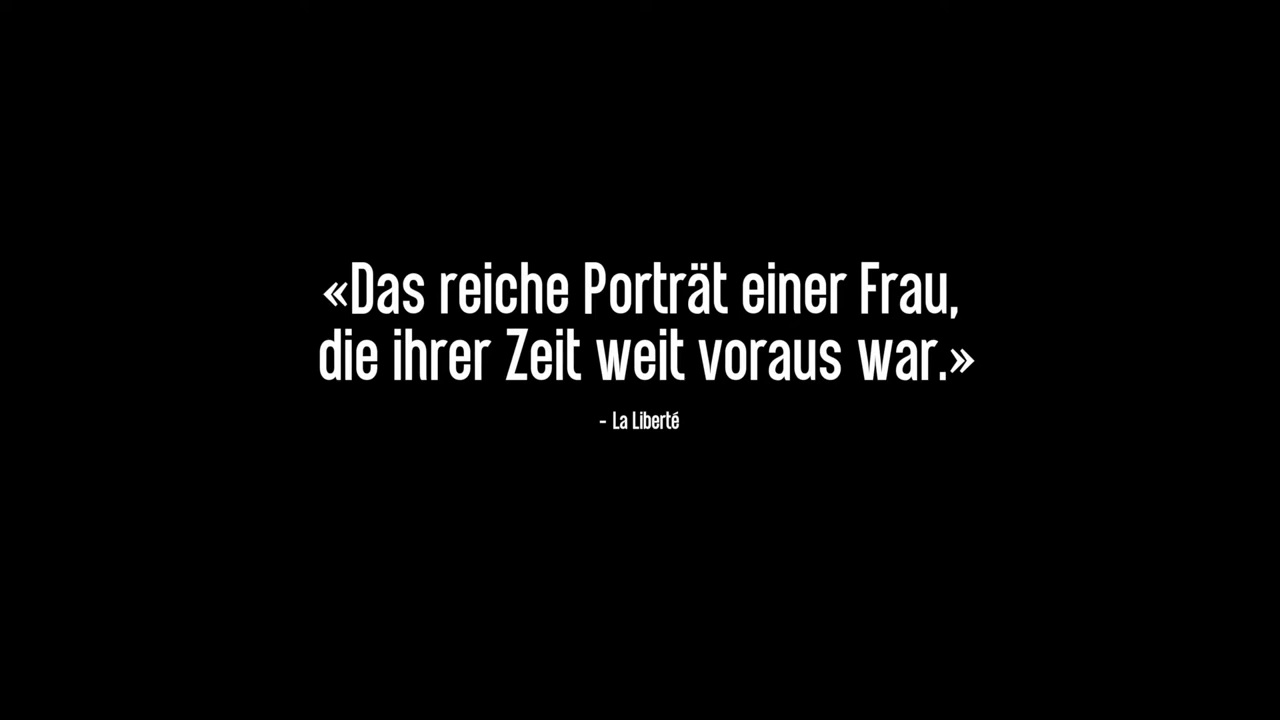 «Das reiche Porträt einer Frau,
die ihrer Zeit weit voraus war.»
- La Liberté